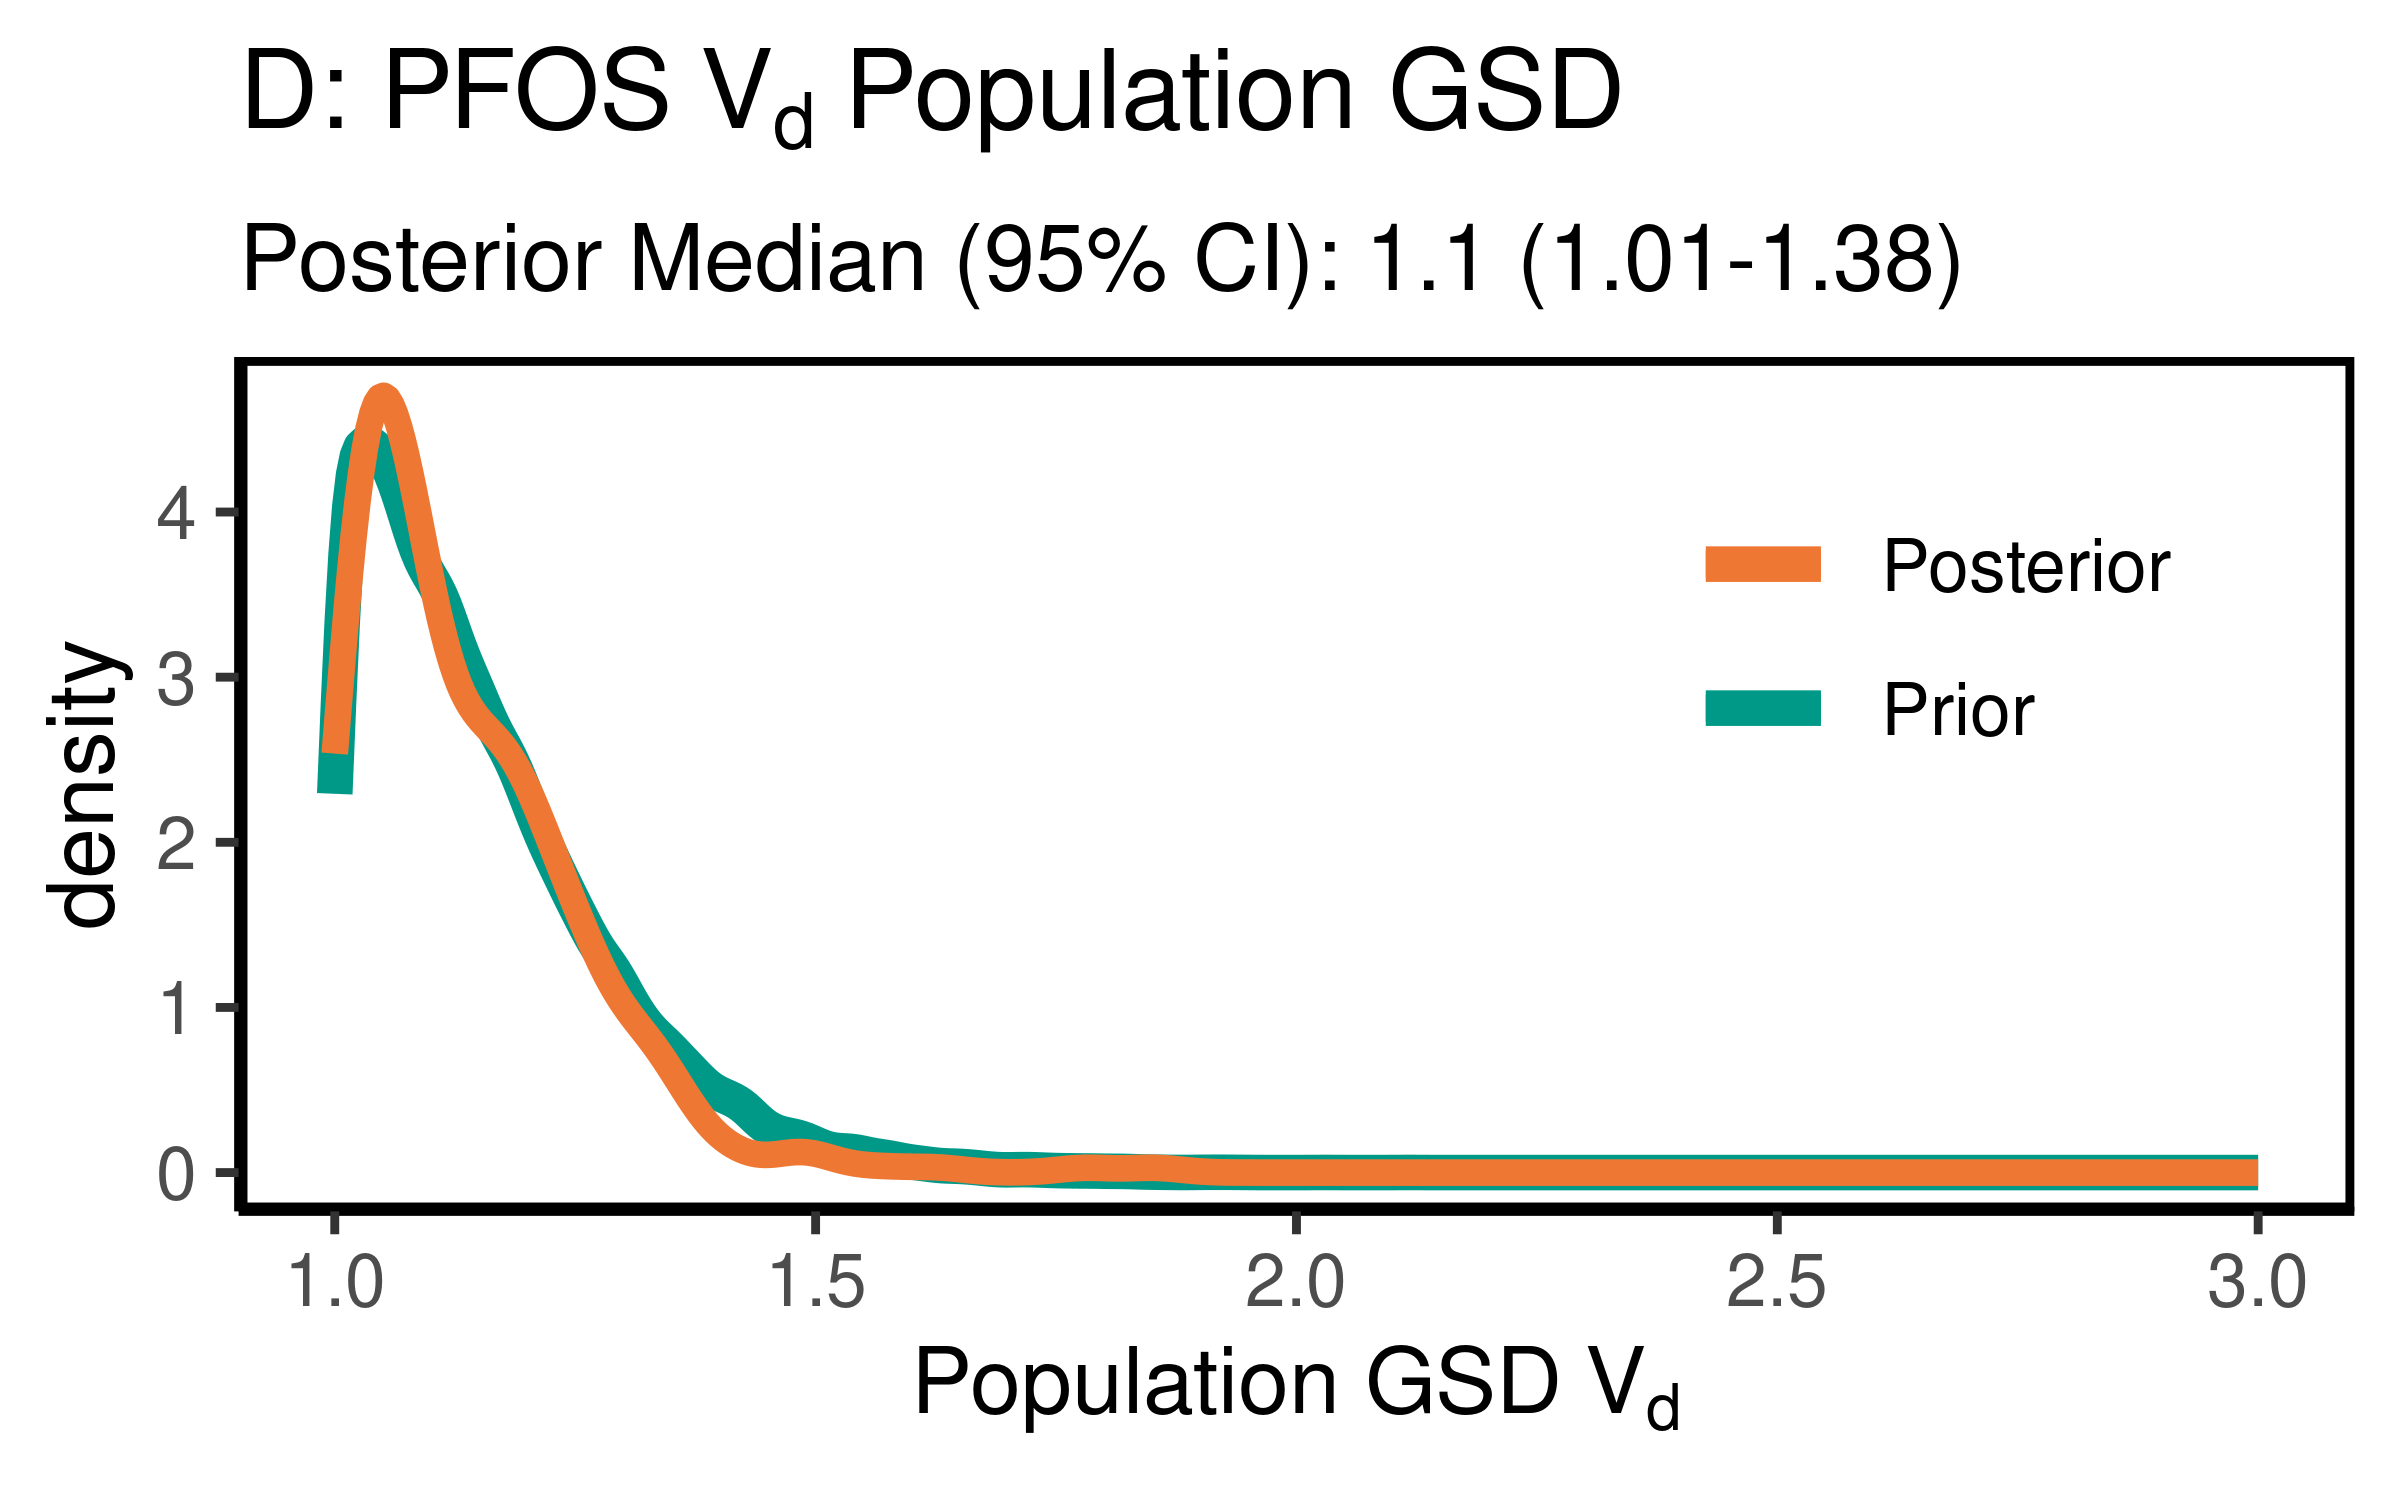 D: PFOS Vd Population GSD
Posterior Median (95% CI): 1.1 (1.01-1.38)
density
4
3
2
1
0
Posterior
Prior
1.0 1.5 2.0 2.5 3.0
Population GSD Vd